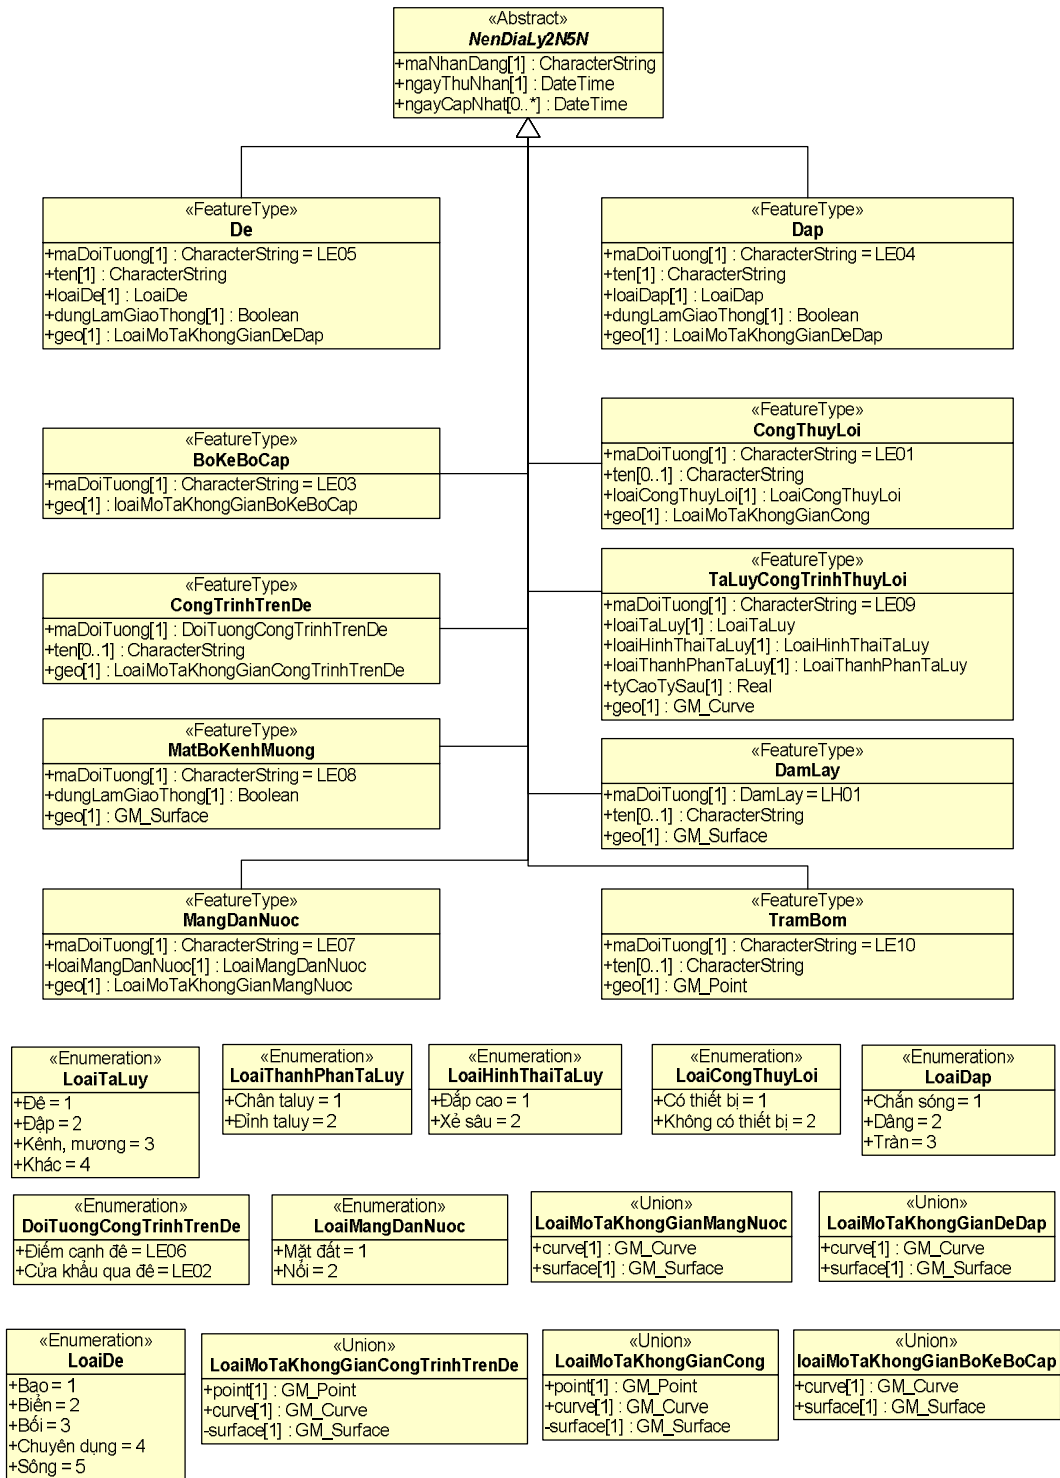 «Abstract»
NenDiaLy2N5N
+maNhanDang[1] : CharacterString
+ngayThuNhan[1] : DateTime
+ngayCapNhat[0..*] : DateTime
«FeatureType»
De
+maDoiTuong[1] : CharacterString = LE05
+ten[1] : CharacterString
+loaiDe[1] : LoaiDe
+dungLamGiaoThong[1] : Boolean
+geo[1] : LoaiMoTaKhongGianDeDap
«FeatureType»
Dap
+maDoiTuong[1] : CharacterString = LE04
+ten[1] : CharacterString
+loaiDap[1] : LoaiDap
+dungLamGiaoThong[1] : Boolean
+geo[1] : LoaiMoTaKhongGianDeDap
«FeatureType»
BoKeBoCap
+maDoiTuong[1] : CharacterString = LE03
+geo[1] : loaiMoTaKhongGianBoKeBoCap
«FeatureType»
CongThuyLoi
+maDoiTuong[1] : CharacterString = LE01
+ten[0..1] : CharacterString
+loaiCongThuyLoi[1] : LoaiCongThuyLoi
+geo[1] : LoaiMoTaKhongGianCong
«FeatureType»
CongTrinhTrenDe
+maDoiTuong[1] : DoiTuongCongTrinhTrenDe
+ten[0..1] : CharacterString
+geo[1] : LoaiMoTaKhongGianCongTrinhTrenDe
«FeatureType»
TaLuyCongTrinhThuyLoi
+maDoiTuong[1] : CharacterString = LE09
+loaiTaLuy[1] : LoaiTaLuy
+loaiHinhThaiTaLuy[1] : LoaiHinhThaiTaLuy
+loaiThanhPhanTaLuy[1] : LoaiThanhPhanTaLuy
+tyCaoTySau[1] : Real
+geo[1] : GM_Curve
«FeatureType»
MatBoKenhMuong
+maDoiTuong[1] : CharacterString = LE08
+dungLamGiaoThong[1] : Boolean
+geo[1] : GM_Surface
«FeatureType»
DamLay
+maDoiTuong[1] : DamLay = LH01
+ten[0..1] : CharacterString
+geo[1] : GM_Surface
«FeatureType»
MangDanNuoc
+maDoiTuong[1] : CharacterString = LE07
+loaiMangDanNuoc[1] : LoaiMangDanNuoc
+geo[1] : LoaiMoTaKhongGianMangNuoc
«FeatureType»
TramBom
+maDoiTuong[1] : CharacterString = LE10
+ten[0..1] : CharacterString
+geo[1] : GM_Point
«Enumeration»
LoaiTaLuy
+Đê = 1
+Đập = 2
+Kênh, mương = 3
+Khác = 4
«Enumeration»
LoaiThanhPhanTaLuy
+Chân taluy = 1
+Đỉnh taluy = 2
«Enumeration»
LoaiHinhThaiTaLuy
+Đắp cao = 1
+Xẻ sâu = 2
«Enumeration»
LoaiCongThuyLoi
+Có thiết bị = 1
+Không có thiết bị = 2
«Enumeration»
LoaiDap
+Chắn sóng = 1
+Dâng = 2
+Tràn = 3
«Enumeration»
DoiTuongCongTrinhTrenDe
+Điếm canh đê = LE06
+Cửa khẩu qua đê = LE02
«Enumeration»
LoaiMangDanNuoc
+Mặt đất = 1
+Nổi = 2
«Union»
LoaiMoTaKhongGianMangNuoc
+curve[1] : GM_Curve
+surface[1] : GM_Surface
«Union»
LoaiMoTaKhongGianDeDap
+curve[1] : GM_Curve
+surface[1] : GM_Surface
«Enumeration»
LoaiDe
+Bao = 1
+Biển = 2
+Bối = 3
+Chuyên dụng = 4
+Sông = 5
«Union»
LoaiMoTaKhongGianCongTrinhTrenDe
+point[1] : GM_Point
+curve[1] : GM_Curve
-surface[1] : GM_Surface
«Union»
LoaiMoTaKhongGianCong
+point[1] : GM_Point
+curve[1] : GM_Curve
-surface[1] : GM_Surface
«Union»
loaiMoTaKhongGianBoKeBoCap
+curve[1] : GM_Curve
+surface[1] : GM_Surface